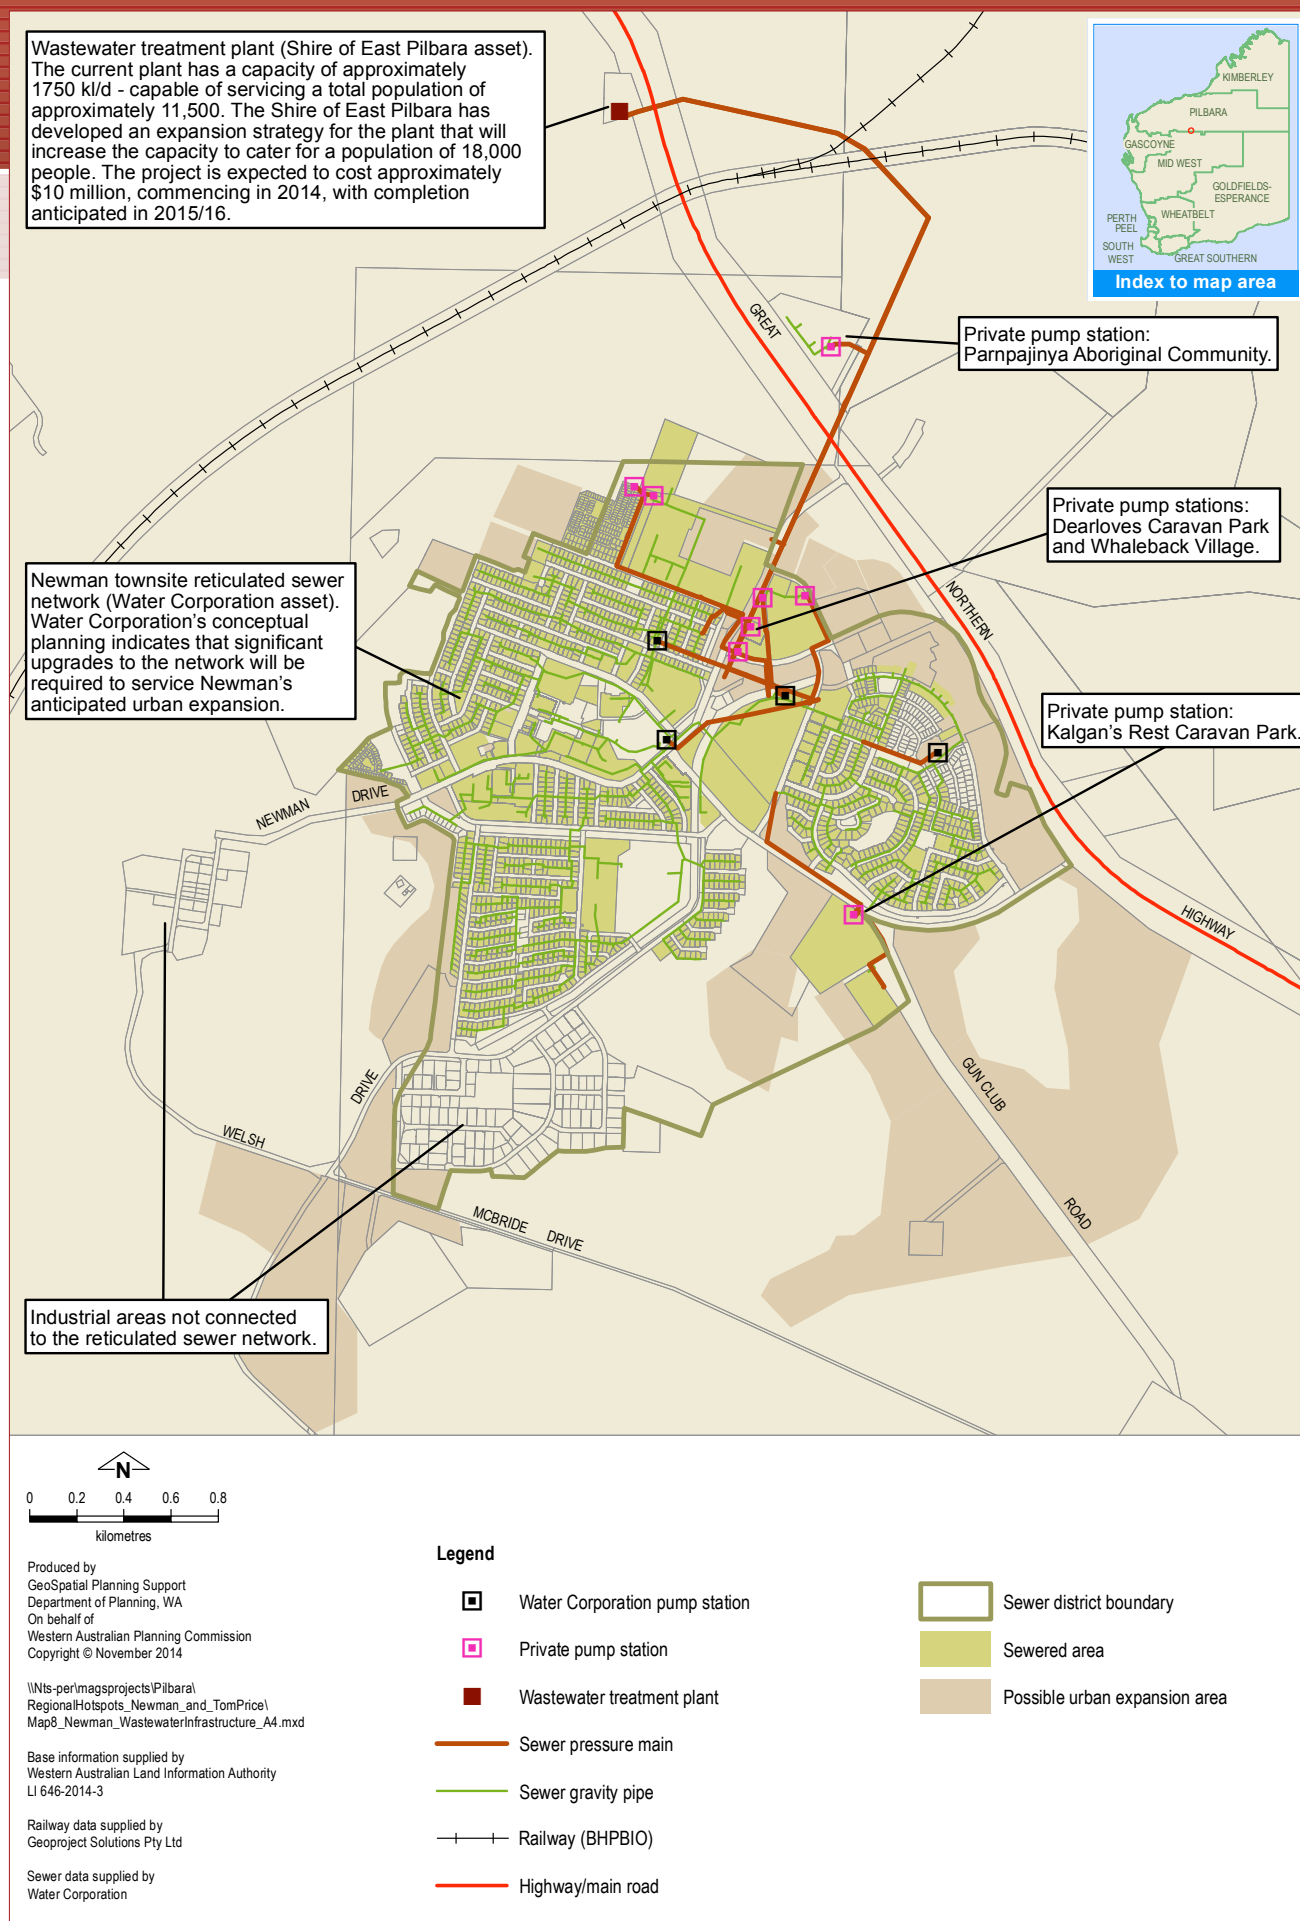 Wastewater treatment plant (Shire of East Pilbara asset).
The current plant has a capacity of approximately
1750 kl/d - capable of servicing a total population of
approximately 11,500. The Shire of East Pilbara has
developed an expansion strategy for the plant that will
increase the capacity to cater for a population of 18,000
people. The project is expected to cost approximately
$10 million, commencing in 2014, with completion
anticipated in 2015/16.
KIMBERLEY
PILBARA
GASCOYNE
MID WEST
GOLDFIELDS-
ESPERANCE
WHEATBELT
PERTH
PEEL
SOUTH
WEST
GREAT SOUTHERN
Index to map area
GREAT
Private pump station:
Parnpajinya Aboriginal Community.
Private pump stations:
Dearloves Caravan Park
and Whaleback Village.
Newman townsite reticulated sewer
network (Water Corporation asset).
Water Corporation's conceptual
planning indicates that significant
upgrades to the network will be
required to service Newman's
anticipated urban expansion.
NORTHERN
Private pump station:
Kalgan's Rest Caravan Park.
NEWMAN
DRIVE
HIGHWAY
DRIVE
GUN CLUB
WELSH
ROAD
MCBRIDE
DRIVE
Industrial areas not connected
to the reticulated sewer network.
N
0 0.2 0.4 0.6 0.8
kilometres
Produced by
GeoSpatial Planning Support
Department of Planning, WA
On behalf of
Western Australian Planning Commission
Copyright © November 2014
\\Nts-per\magsprojects\Pilbara\
RegionalHotspots_Newman_and_TomPrice\
Map8_Newman_WastewaterInfrastructure_A4.mxd
Base information supplied by
Western Australian Land Information Authority
LI 646-2014-3
Railway data supplied by
Geoproject Solutions Pty Ltd
Sewer data supplied by
Water Corporation
Legend
Water Corporation pump station
Private pump station
Wastewater treatment plant
Sewer pressure main
Sewer gravity pipe
Railway (BHPBIO)
Highway/main road
Sewer district boundary
Sewered area
Possible urban expansion area